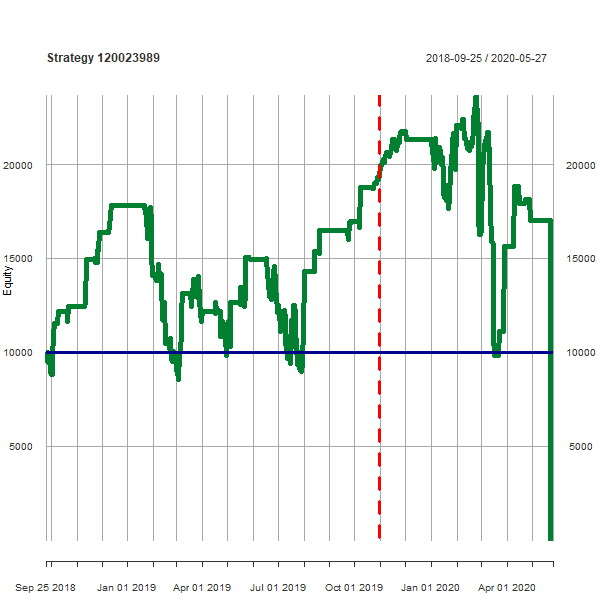 Strategy 120023989
2018-09-25 / 2020-05-27
20000
20000
15000
15000
Equity
10000
10000
5000
5000
Sep 25 2018
Jan 01 2019
Apr 01 2019
Jul 01 2019
Oct 01 2019
Jan 01 2020
Apr 01 2020